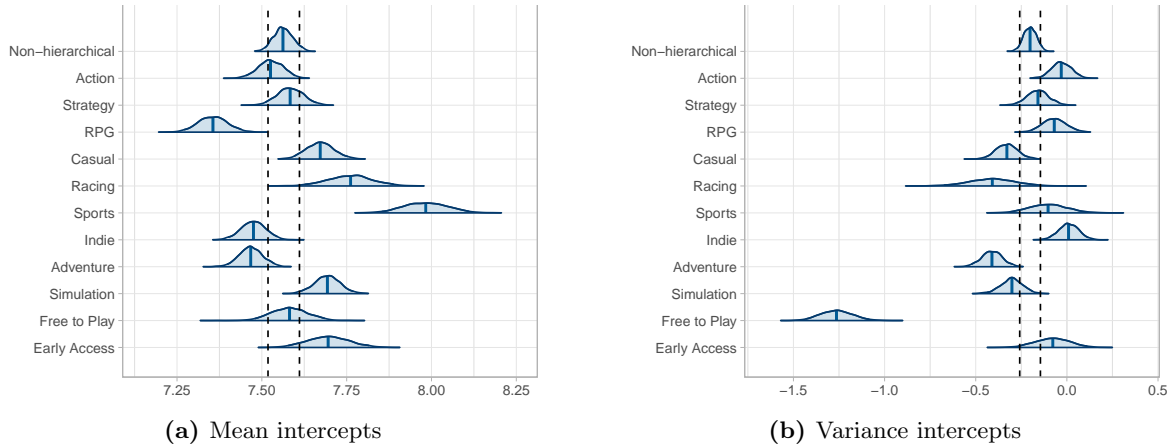 Non−hierarchical
Action
Strategy
RPG
Casual
Racing
Sports
Indie
Adventure
Simulation
Free to Play
Early Access
7.25 7.50 7.75 8.00 8.25
(a) Mean intercepts
Non−hierarchical
Action
Strategy
RPG
Casual
Racing
Sports
Indie
Adventure
Simulation
Free to Play
Early Access
−1.5 −1.0 −0.5 0.0 0.5
(b) Variance intercepts